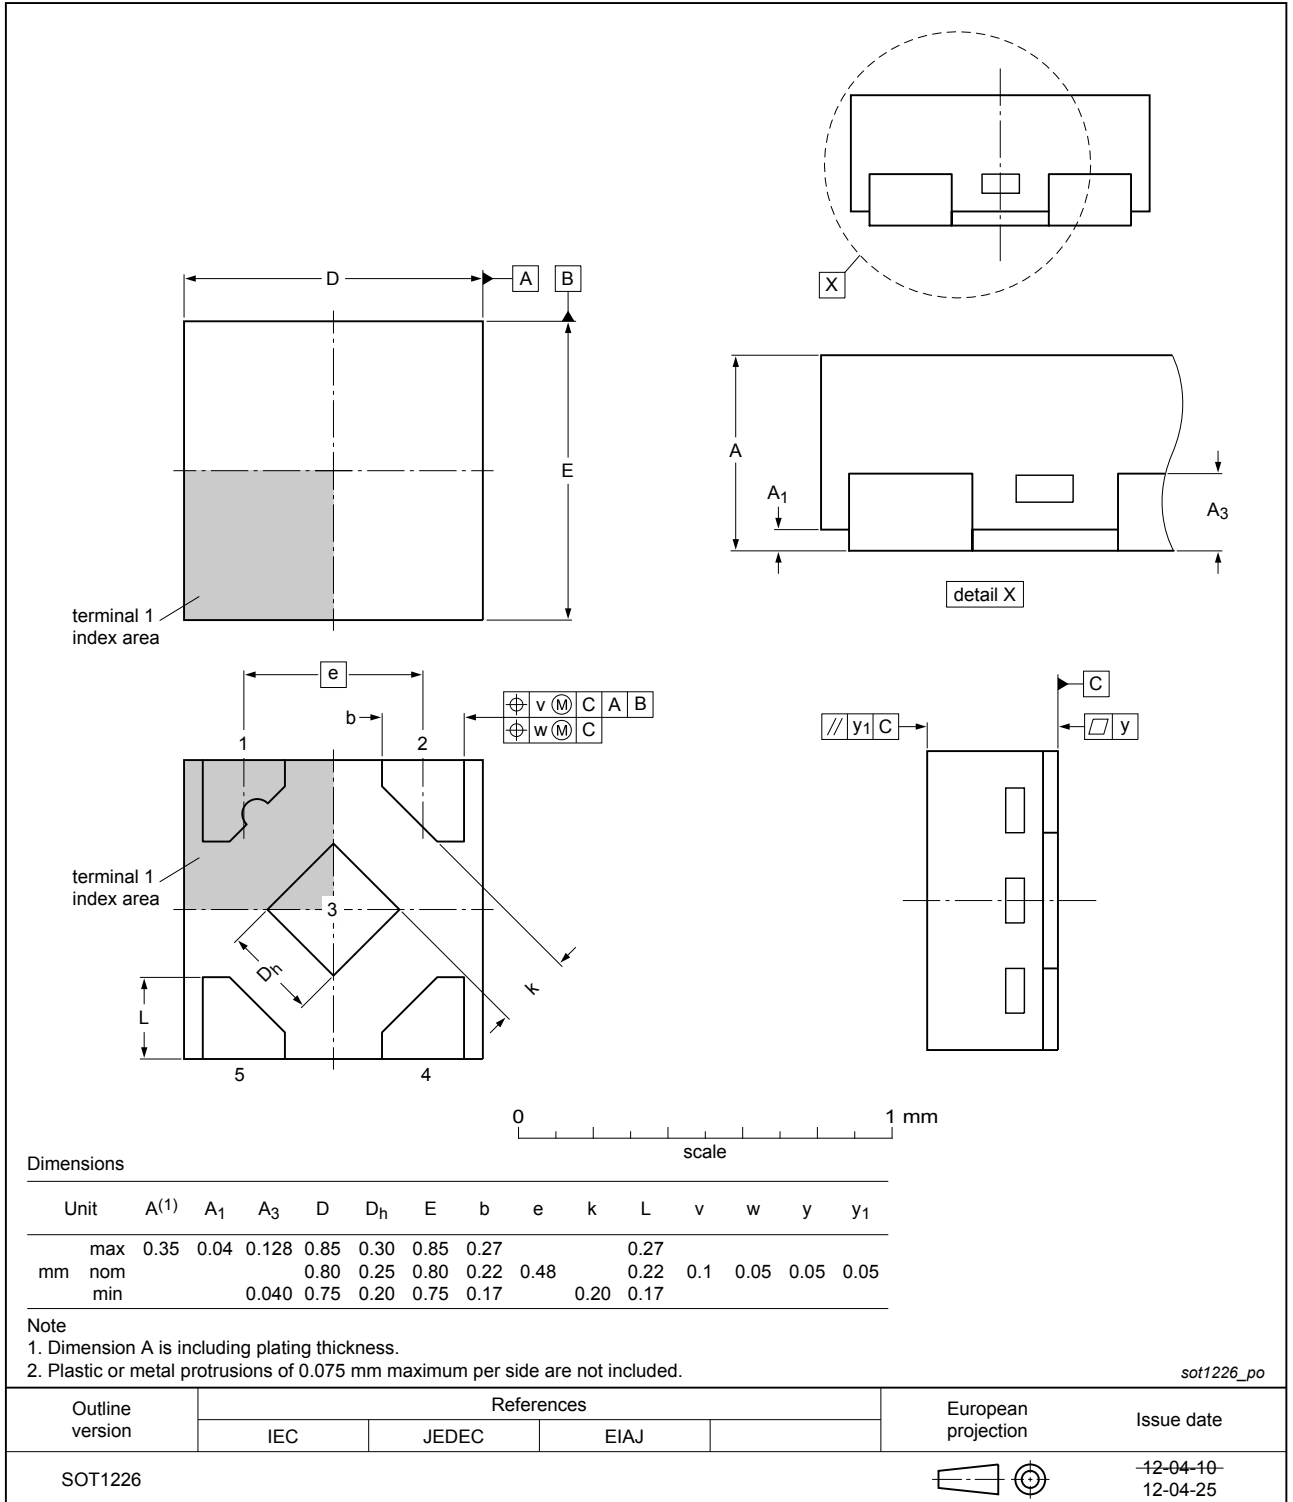 X
D
A
B
E
terminal 1
index area
A
A1
A3
detail X
e
b
v M C A B
w M C
1
2
terminal 1
index area
3
Dh
k
L
5
4
C
// y1 C
y
0
1 mm
scale
Dimensions
Unit A(1) A1 A3 D Dh E b e k L v w y y1
max 0.35 0.04 0.128 0.85 0.30 0.85 0.27 0.27
mm nom 0.80 0.25 0.80 0.22 0.48 0.22 0.1 0.05 0.05 0.05
min 0.040 0.75 0.20 0.75 0.17 0.20 0.17
Note
1. Dimension A is including plating thickness.
2. Plastic or metal protrusions of 0.075 mm maximum per side are not included.
sot1226_po
Outline
version
References
IEC JEDEC EIAJ
European
projection
Issue date
SOT1226
12-04-10
12-04-25